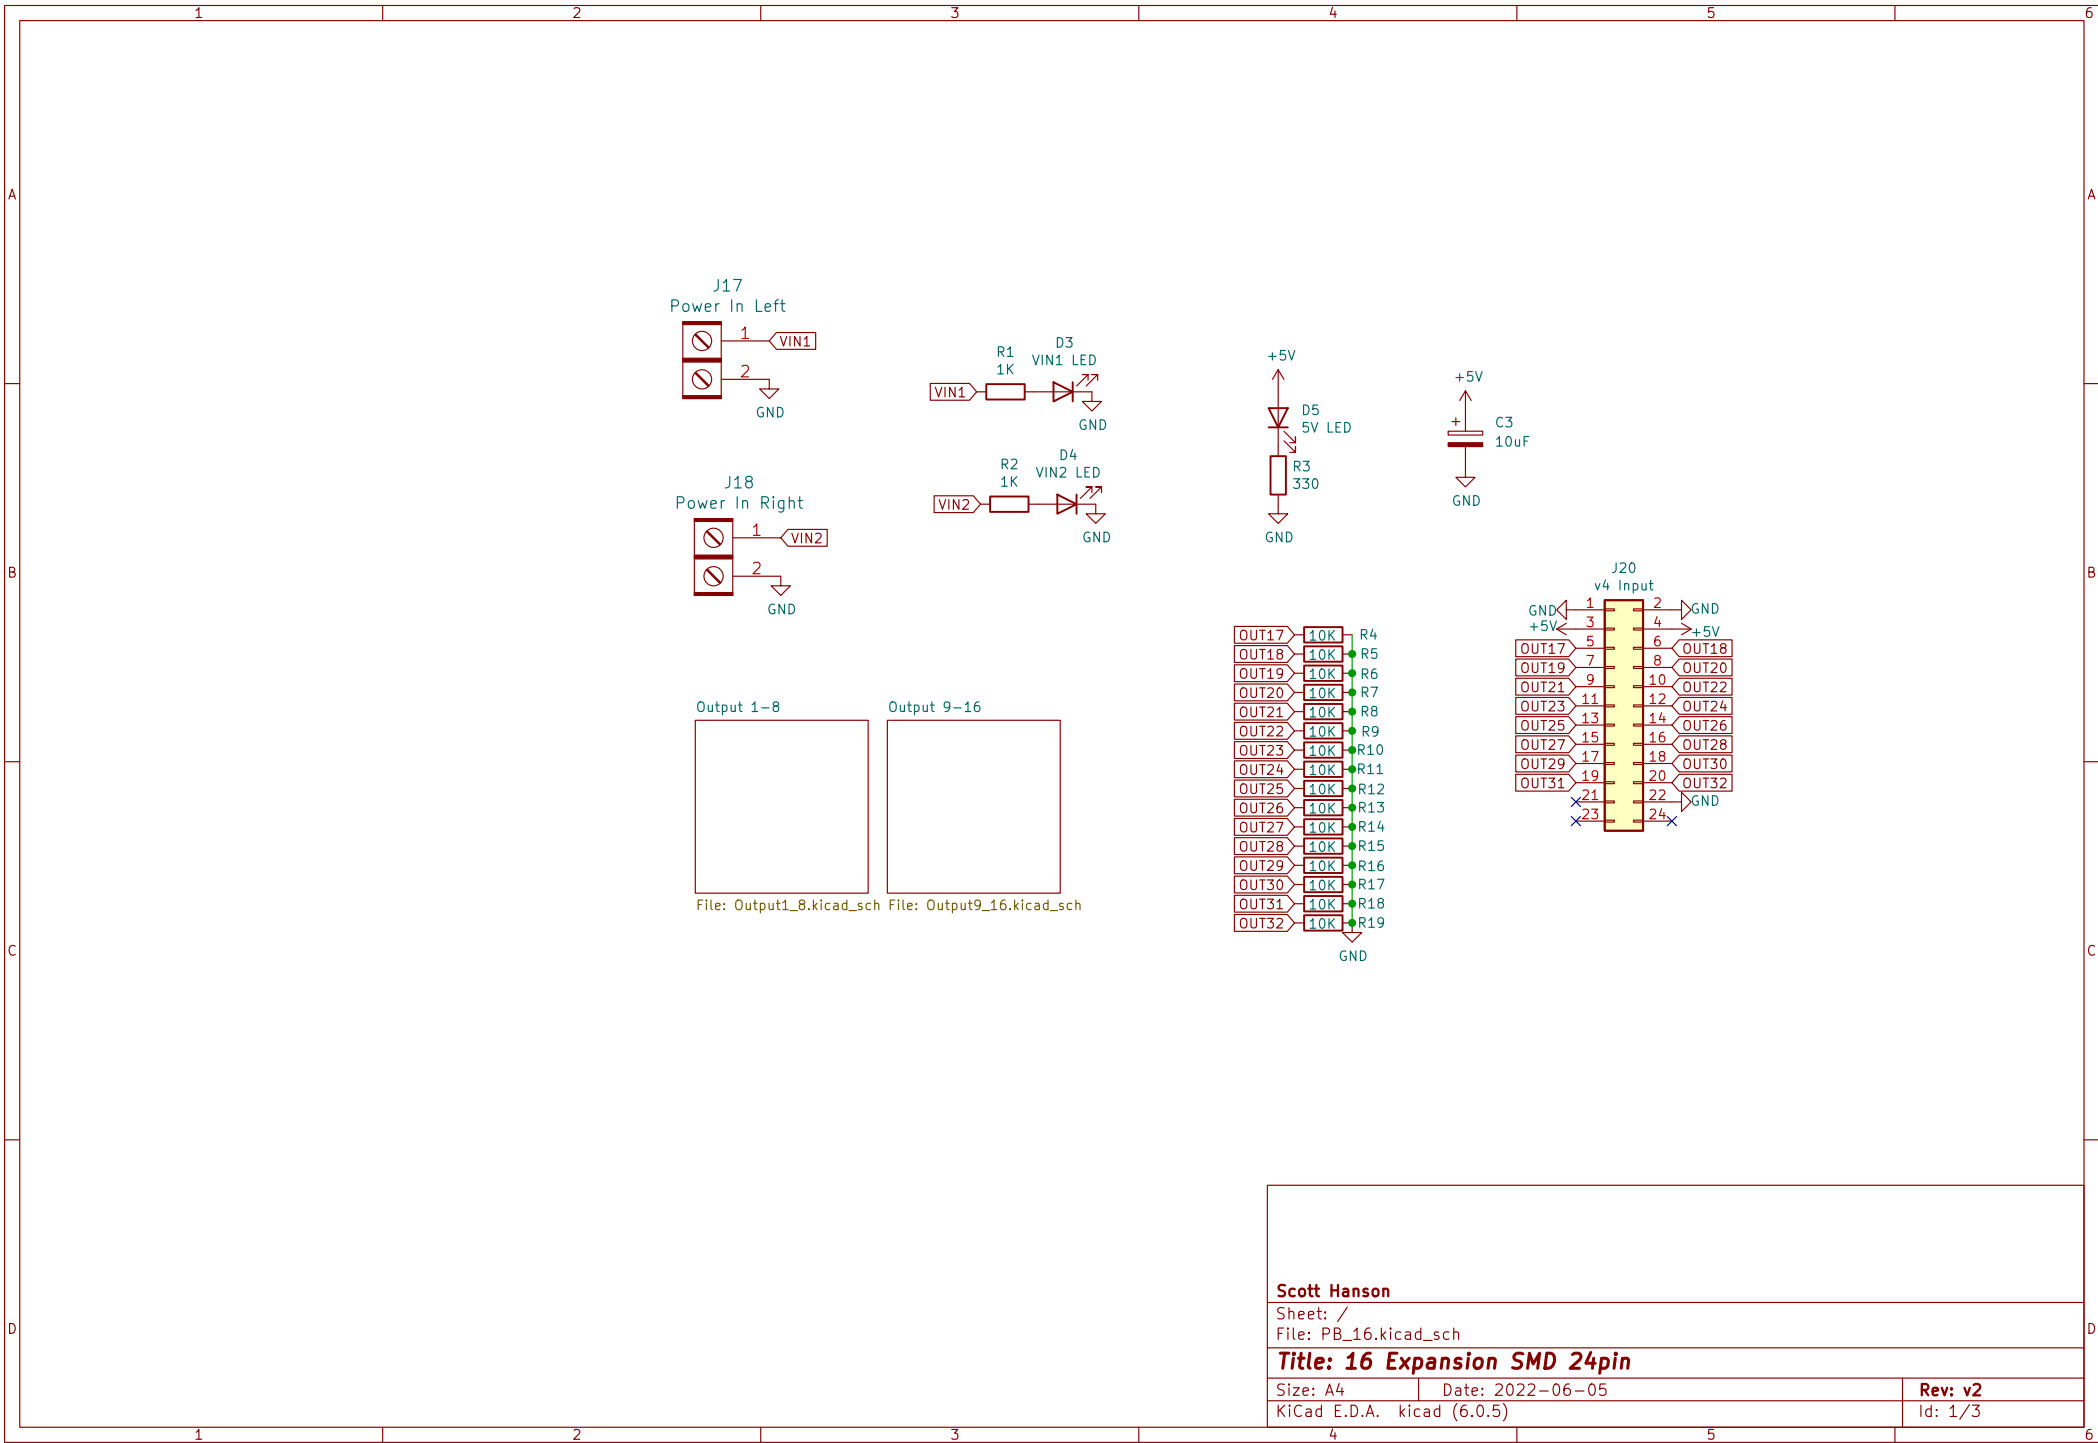 1 2 3 4 5 6
A A
J17
Power In Left
1 VIN1
2
GND
R1
1K
D3
VIN1 LED
VIN1
GND
+5V
D5
5V LED
R3
330
GND
+5V
+
C3
10uF
GND
R2
1K
D4
VIN2 LED
VIN2
GND
J18
Power In Right
1 VIN2
2
GND
B B
J20
v4 Input
GND 1 2 GND
+5V 3 4 +5V
OUT17 5 6 OUT18
OUT19 7 8 OUT20
OUT21 9 10 OUT22
OUT23 11 12 OUT24
OUT25 13 14 OUT26
OUT27 15 16 OUT28
OUT29 17 18 OUT30
OUT31 19 20 OUT32
21 22 GND
23 24
OUT17 10K R4
OUT18 10K R5
OUT19 10K R6
OUT20 10K R7
OUT21 10K R8
OUT22 10K R9
OUT23 10K R10
OUT24 10K R11
OUT25 10K R12
OUT26 10K R13
OUT27 10K R14
OUT28 10K R15
OUT29 10K R16
OUT30 10K R17
OUT31 10K R18
OUT32 10K R19
GND
Output 1-8
File: Output1_8.kicad_sch
Output 9-16
File: Output9_16.kicad_sch
C C
D D
Scott Hanson
Sheet: /
File: PB_16.kicad_sch
Title: 16 Expansion SMD 24pin
Size: A4 Date: 2022-06-05 Rev: v2
KiCad E.D.A. kicad (6.0.5) Id: 1/3
1 2 3 4 5 6